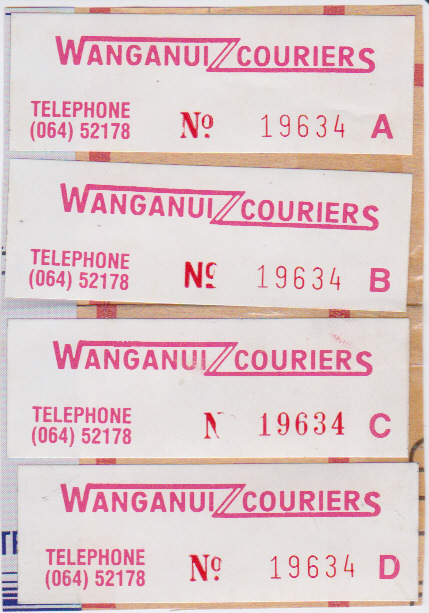 WANGANUI COURIERS
TELEPHONE
(064) 52178 Nº 19634 A
WANGANUI COURIERS
TELEPHONE
(064) 52178 Nº 19634 B
WANGANUI COURIERS
TELEPHONE
(064) 52178 N 19634 C
WANGANUI COURIERS
TELEPHONE
(064) 52178 Nº 19634 D